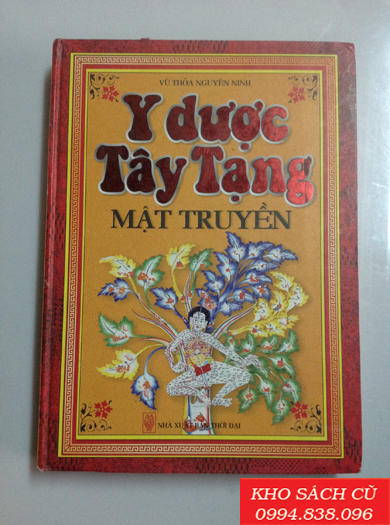 VŨ THỎA NGUYÊN NINH
Y dược
Tây Tạng
MẬT TRUYỀN
NHÀ XUẤT BẢN THỜI ĐẠI
KHO SÁCH CŨ
0994.838.096